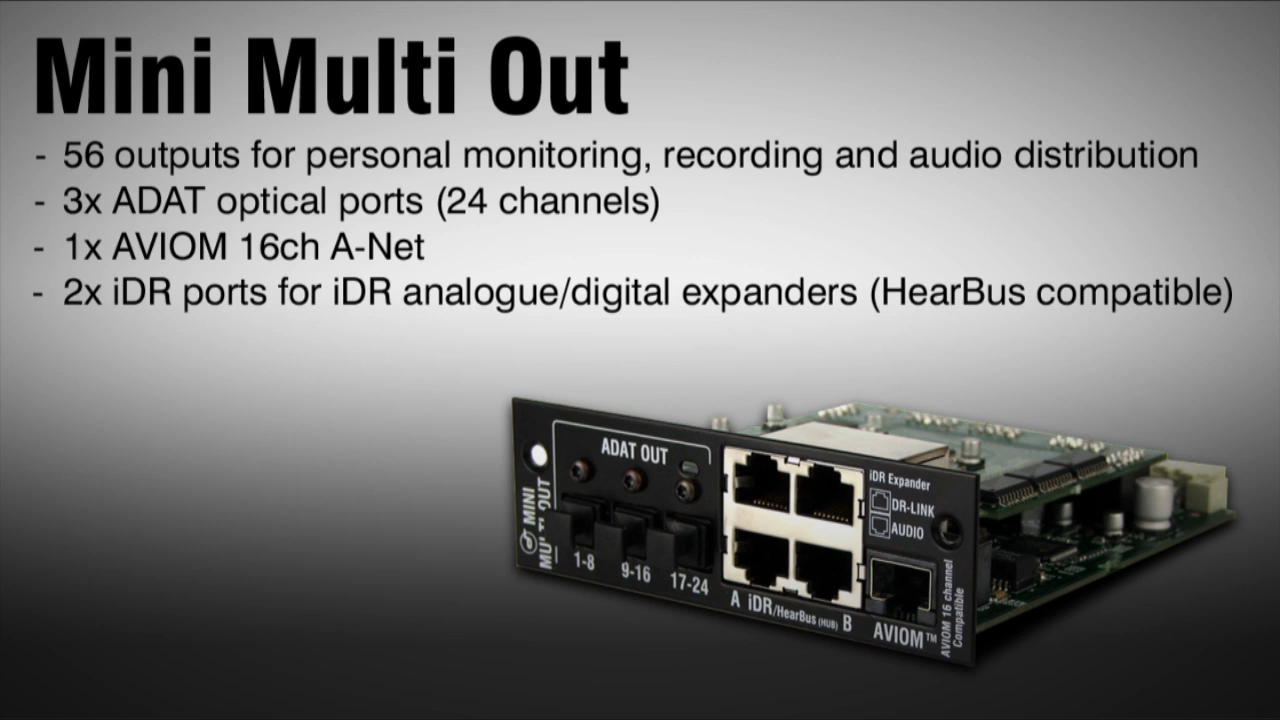 Mini Multi Out
- 56 outputs for personal monitoring, recording and audio distribution
- 3x ADAT optical ports (24 channels)
- 1x AVIOM 16ch A-Net
- 2x iDR ports for iDR analogue/digital expanders (HearBus compatible)
MINI
OUT
ADAT OUT
1-8
9-16
17-24
iDR Expander
DR-LINK
AUDIO
A iDR/HearBus (HUB) B
AVIOM™
AVIOM 16 channel
Compatible